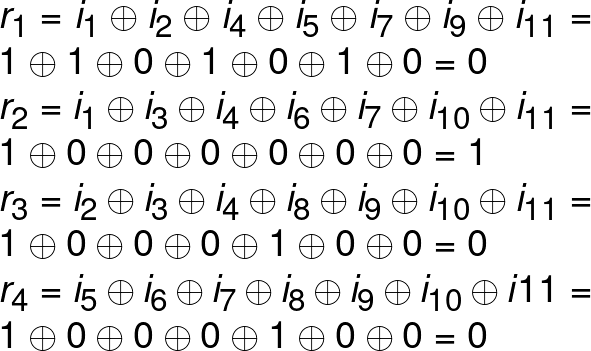 r₁ = i₁ ⊕ i₂ ⊕ i₄ ⊕ i₅ ⊕ i₇ ⊕ i₉ ⊕ i₁₁ =
1 ⊕ 1 ⊕ 0 ⊕ 1 ⊕ 0 ⊕ 1 ⊕ 0 = 0
r₂ = i₁ ⊕ i₃ ⊕ i₄ ⊕ i₆ ⊕ i₇ ⊕ i₁₀ ⊕ i₁₁ =
1 ⊕ 0 ⊕ 0 ⊕ 0 ⊕ 0 ⊕ 0 ⊕ 0 = 1
r₃ = i₂ ⊕ i₃ ⊕ i₄ ⊕ i₈ ⊕ i₉ ⊕ i₁₀ ⊕ i₁₁ =
1 ⊕ 0 ⊕ 0 ⊕ 0 ⊕ 1 ⊕ 0 ⊕ 0 = 0
r₄ = i₅ ⊕ i₆ ⊕ i₇ ⊕ i₈ ⊕ i₉ ⊕ i₁₀ ⊕ i11 =
1 ⊕ 0 ⊕ 0 ⊕ 0 ⊕ 1 ⊕ 0 ⊕ 0 = 0